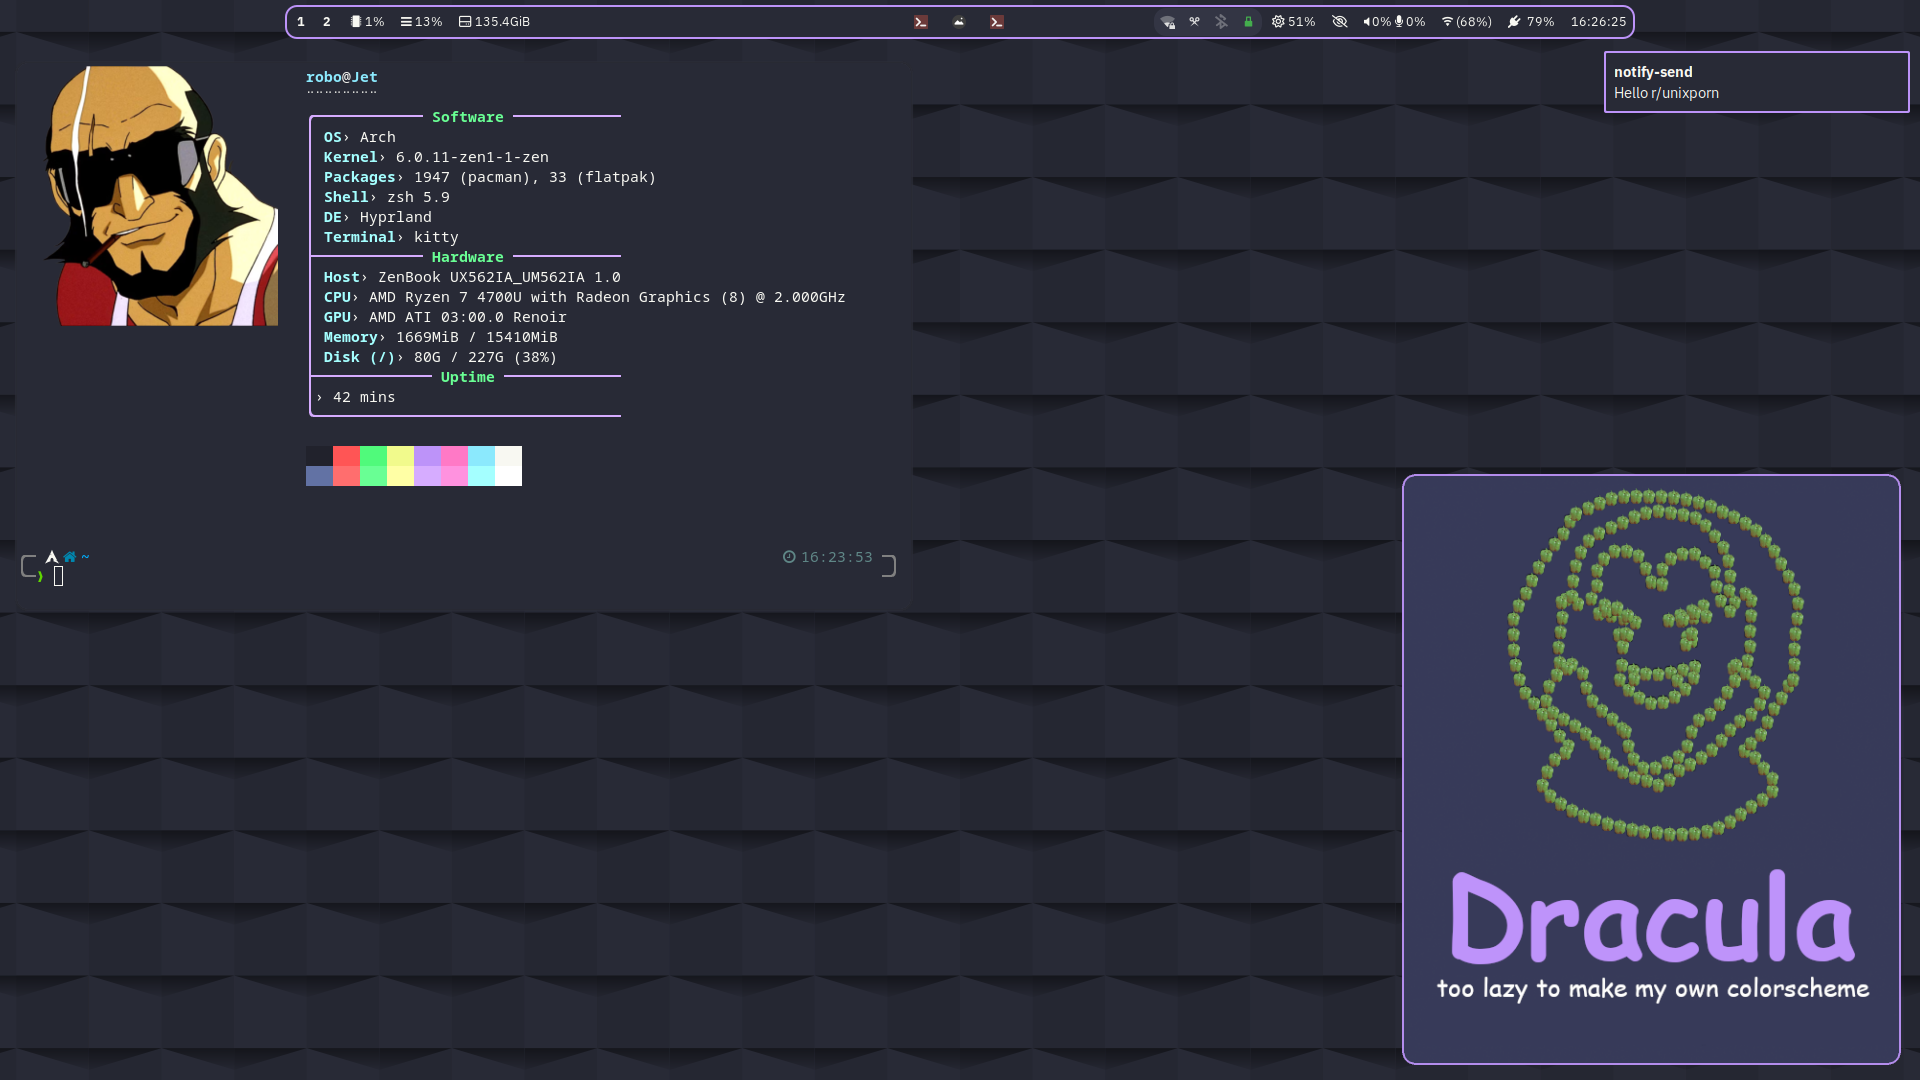 1 2 1% 13% 135.4GiB 51% 0% 0% (68%) 79% 16:26:25
notify-send
Hello r/unixporn
robo@Jet
--------
Software
OS› Arch
Kernel› 6.0.11-zen1-1-zen
Packages› 1947 (pacman), 33 (flatpak)
Shell› zsh 5.9
DE› Hyprland
Terminal› kitty
Hardware
Host› ZenBook UX562IA_UM562IA 1.0
CPU› AMD Ryzen 7 4700U with Radeon Graphics (8) @ 2.000GHz
GPU› AMD ATI 03:00.0 Renoir
Memory› 1669MiB / 15410MiB
Disk (/)› 80G / 227G (38%)
Uptime
› 42 mins
~ 16:23:53
❯
Dracula
too lazy to make my own colorscheme